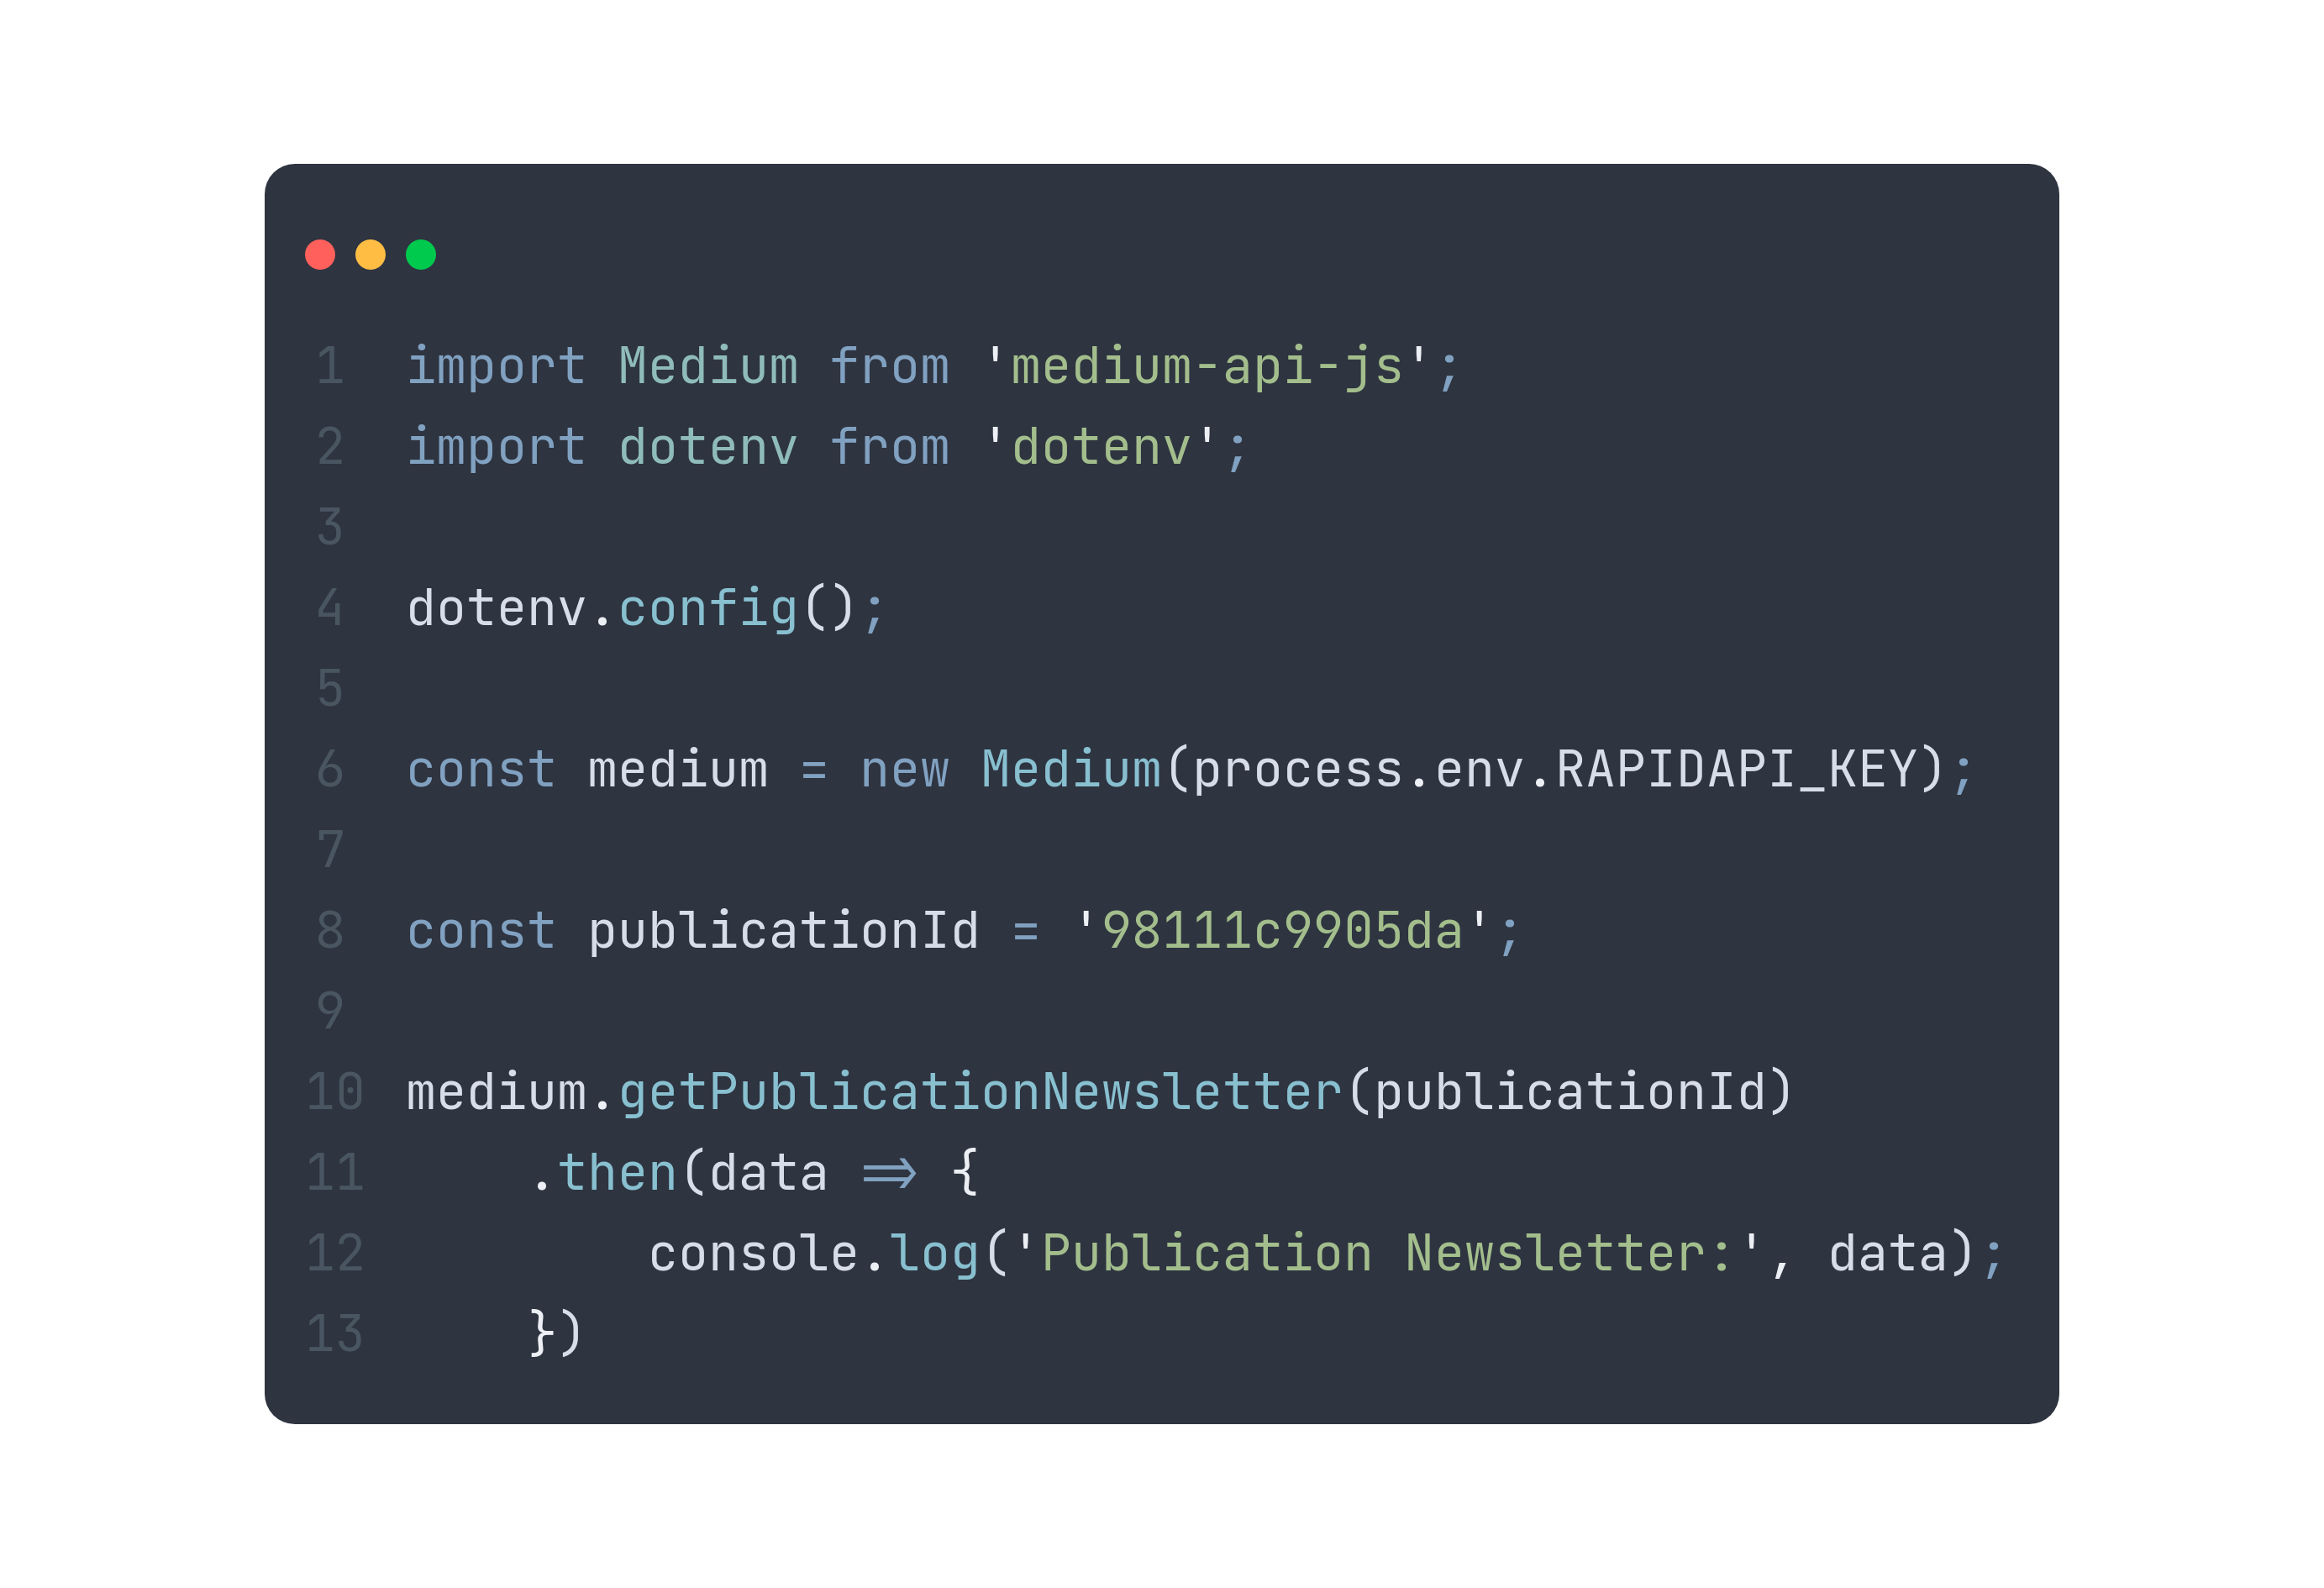 1 import Medium from 'medium-api-js';
2 import dotenv from 'dotenv';
3
4 dotenv.config();
5
6 const medium = new Medium(process.env.RAPIDAPI_KEY);
7
8 const publicationId = '98111c9905da';
9
10 medium.getPublicationNewsletter(publicationId)
11     .then(data => {
12         console.log('Publication Newsletter:', data);
13     })